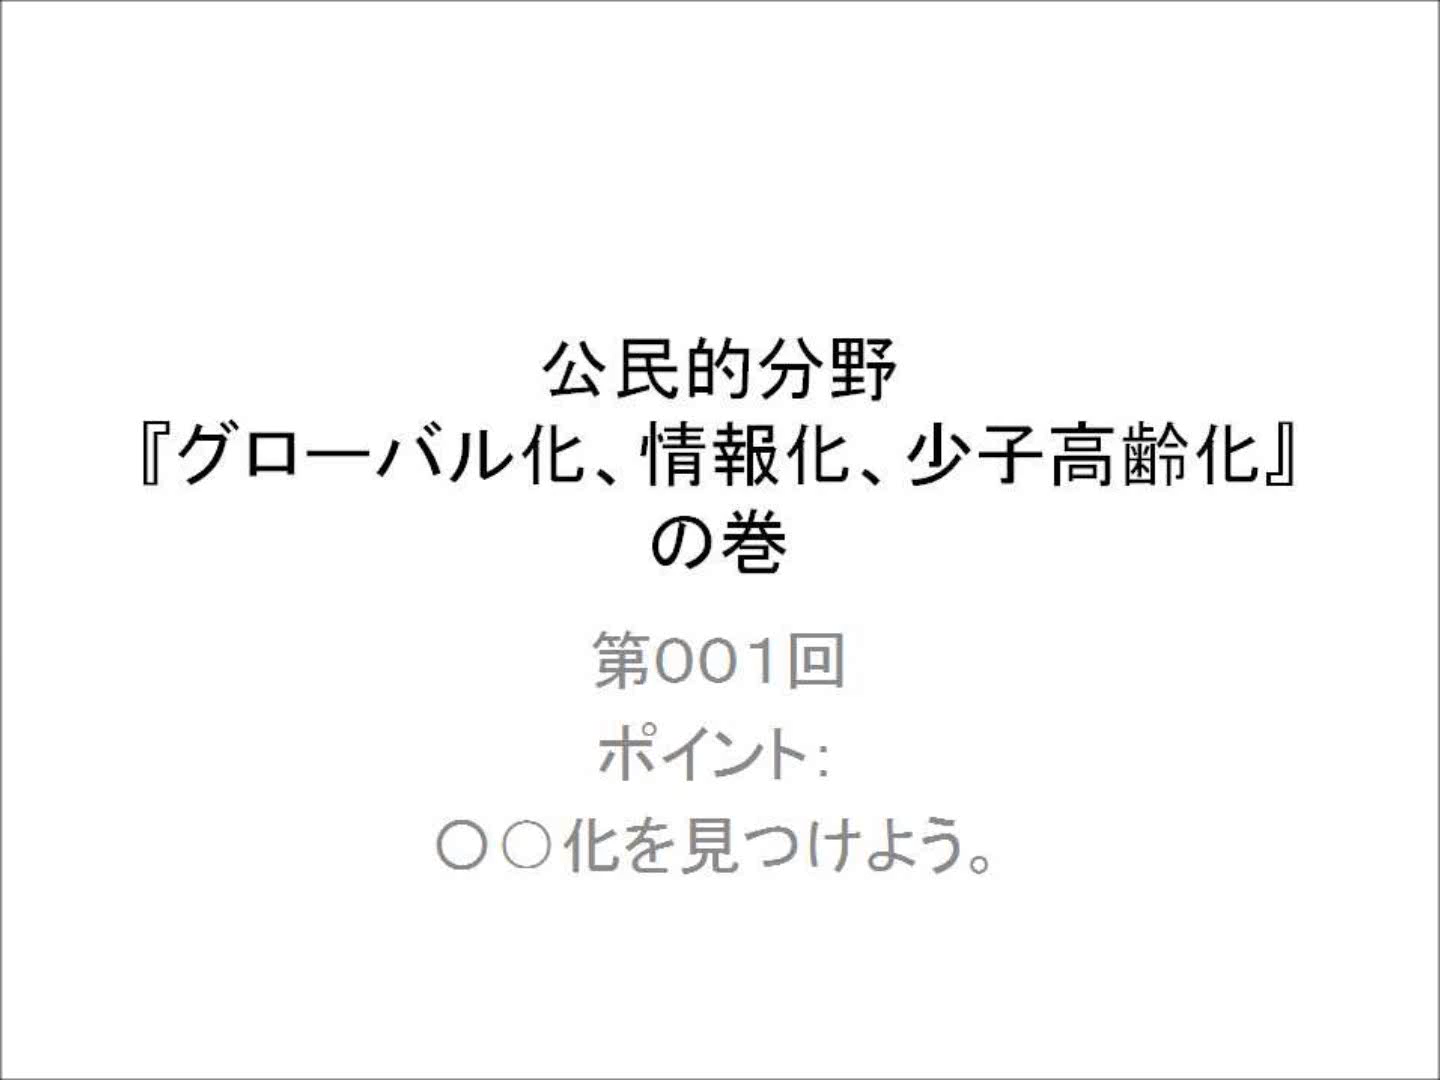 公民的分野
『グローバル化、情報化、少子高齢化』
の巻
第００１回
ポイント：
〇○化を見つけよう。